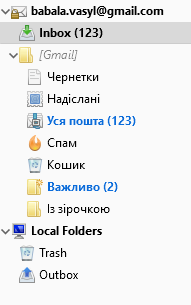 babala.vasyl@gmail.com
Inbox (123)
[Gmail]
Чернетки
Надіслані
Уся пошта (123)
Спам
Кошик
Важливо (2)
Із зірочкою
Local Folders
Trash
Outbox